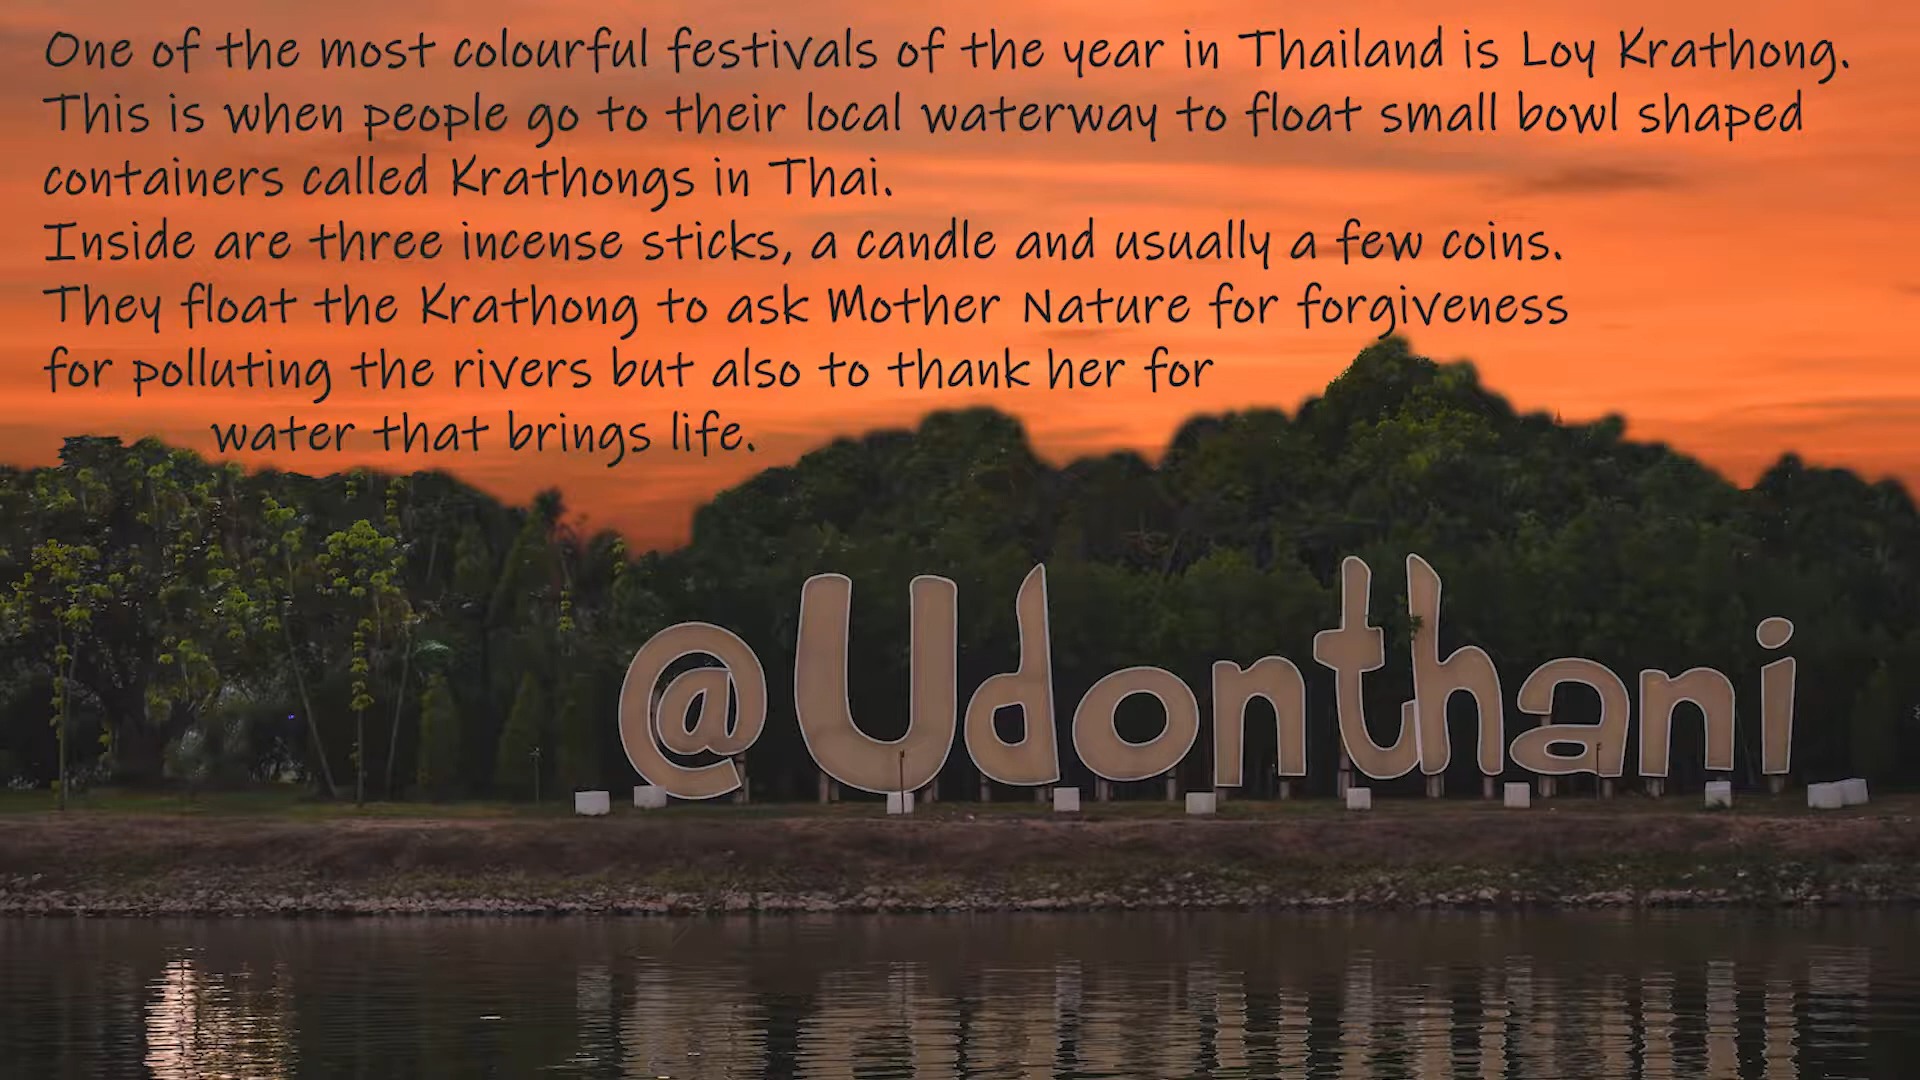 One of the most colourful festivals of the year in Thailand is Loy Krathong.
This is when people go to their local waterway to float small bowl shaped
containers called Krathongs in Thai.
Inside are three incense sticks, a candle and usually a few coins.
They float the Krathong to ask Mother Nature for forgiveness
for polluting the rivers but also to thank her for
water that brings life.
@Udonthani